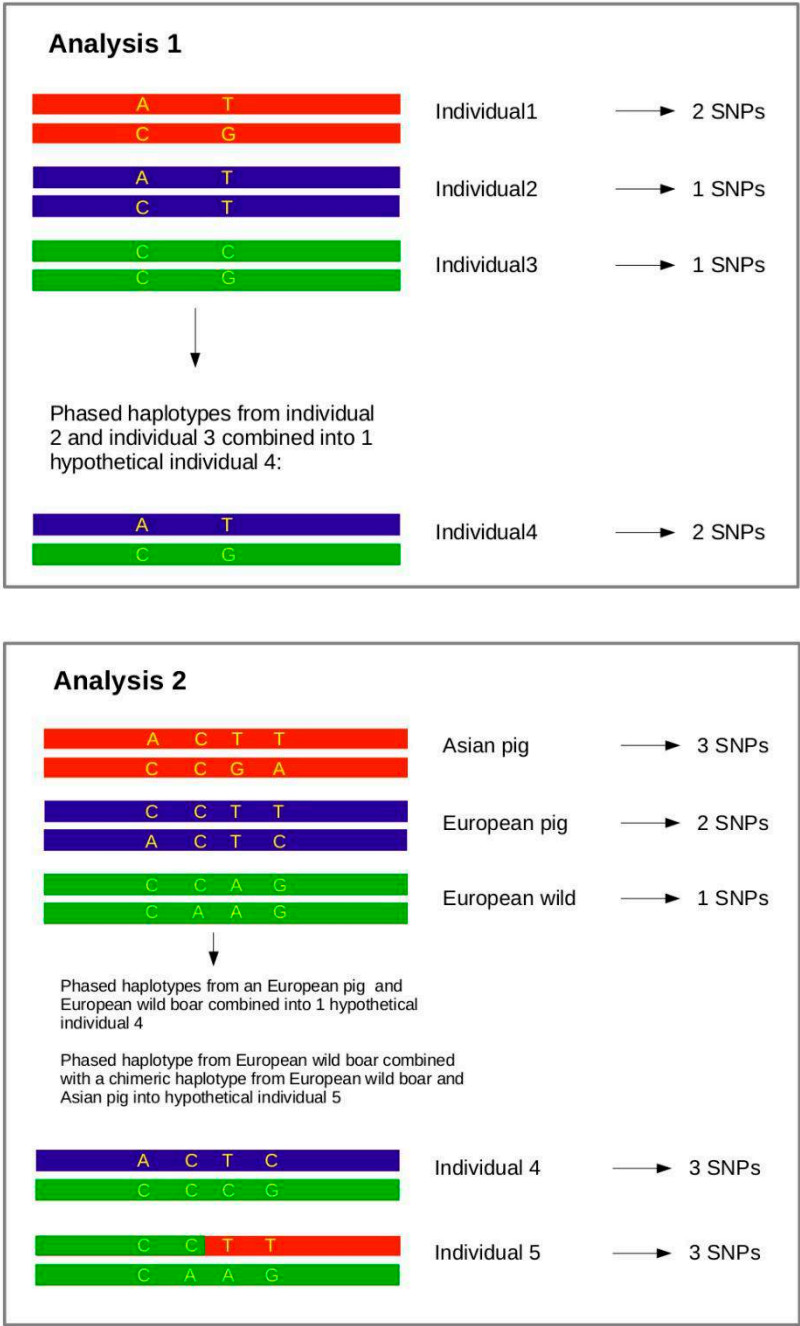 Analysis 1
A T
C G
Individual1 2 SNPs
A T
C T
Individual2 1 SNPs
C C
C G
Individual3 1 SNPs
Phased haplotypes from individual
2 and individual 3 combined into 1
hypothetical individual 4:
A T
C G
Individual4 2 SNPs
Analysis 2
A C T T
C C G A
Asian pig 3 SNPs
C C T T
A C T C
European pig 2 SNPs
C C A G
C A A G
European wild 1 SNPs
Phased haplotypes from an European pig and
European wild boar combined into 1 hypothetical
individual 4
Phased haplotype from European wild boar combined
with a chimeric haplotype from European wild boar and
Asian pig into hypothetical individual 5
A C T C
C C C G
Individual 4 3 SNPs
C C T T
C A A G
Individual 5 3 SNPs